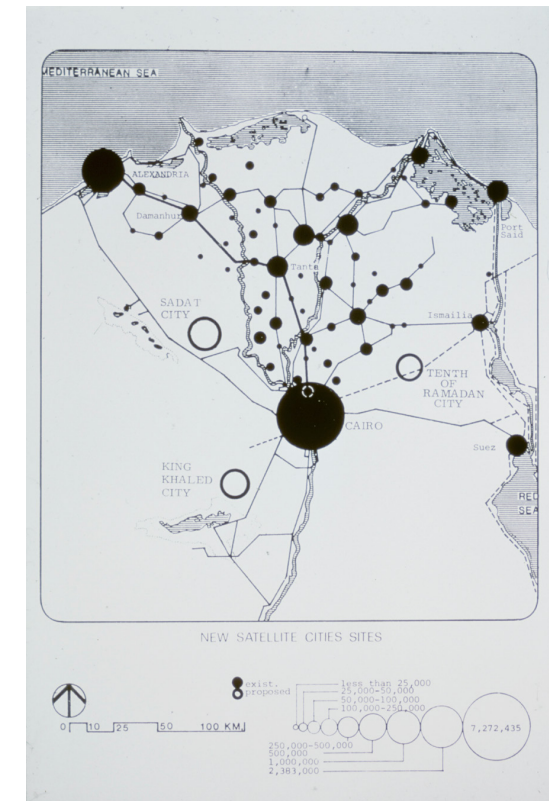 MEDITERRANEAN SEA
ALEXANDRIA
Damanhur
Port
Said
Tanta
SADAT
CITY
Ismailia
TENTH
OF
RAMADAN
CITY
CAIRO
KING
KHALED
CITY
Suez
RED
SEA
NEW SATELLITE CITIES SITES
exist.
proposed
less than 25,000
25,000-50,000
50,000-100,000
100,000-250,000
0 10 25 50 100 KM.
7,272,435
250,000-500,000
500,000
1,000,000
2,383,000